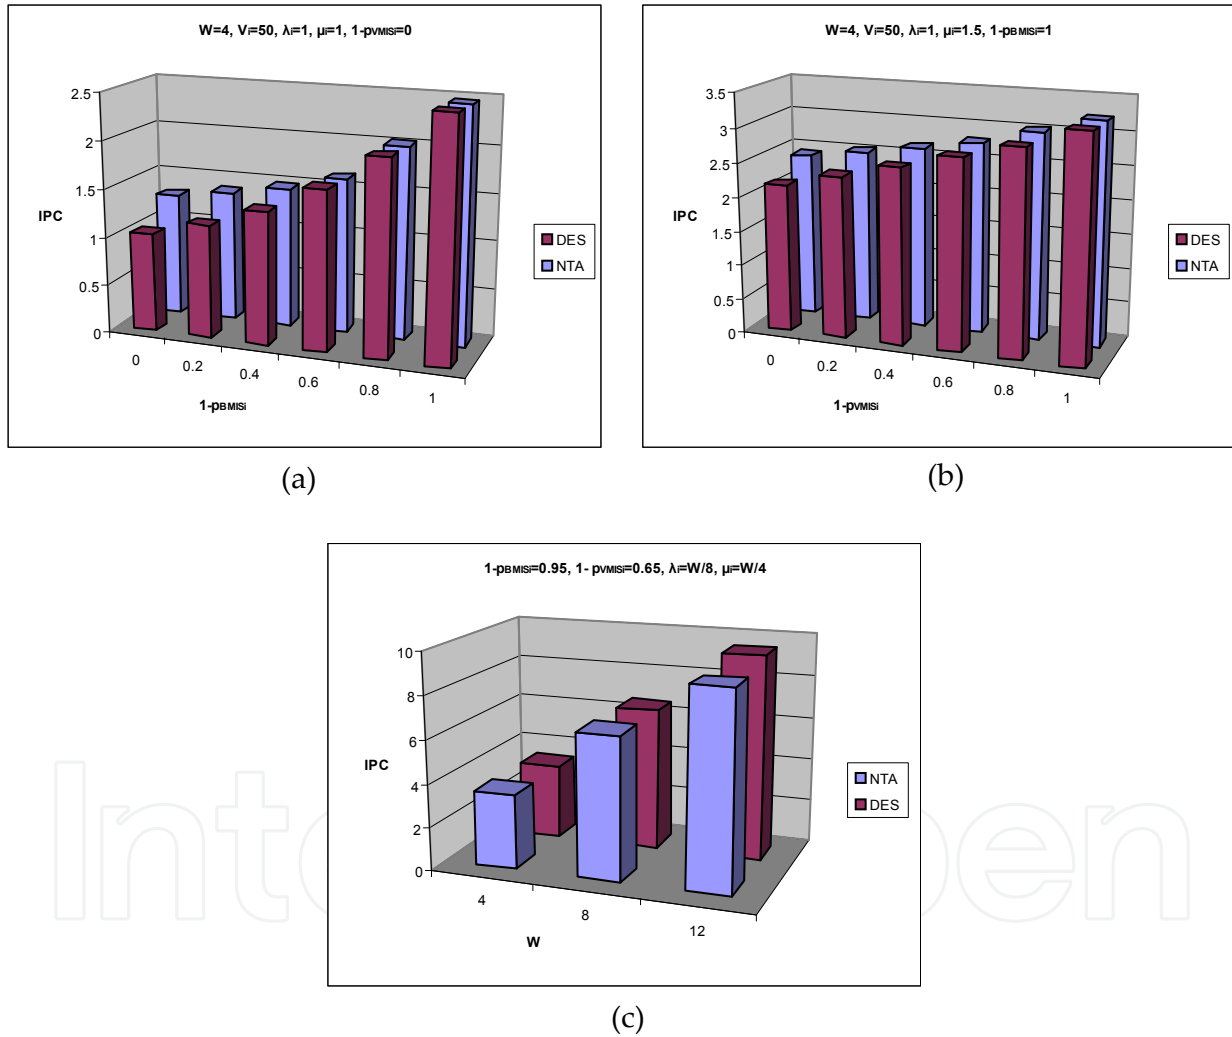 W=4, Vi=50, λi=1, μi=1, 1-pVMISi=0
2.5
2
1.5
1
0.5
0
IPC
0
0.2
0.4
0.6
0.8
1
1-pBMISi
DES
NTA
(a)
W=4, Vi=50, λi=1, μi=1.5, 1-pBMISi=1
3.5
3
2.5
2
1.5
1
0.5
0
IPC
0
0.2
0.4
0.6
0.8
1
1-pVMISi
DES
NTA
(b)
1-pBMISi=0.95, 1- pVMISi=0.65, λi=W/8, μi=W/4
10
8
6
4
2
0
IPC
4
8
12
W
NTA
DES
(c)